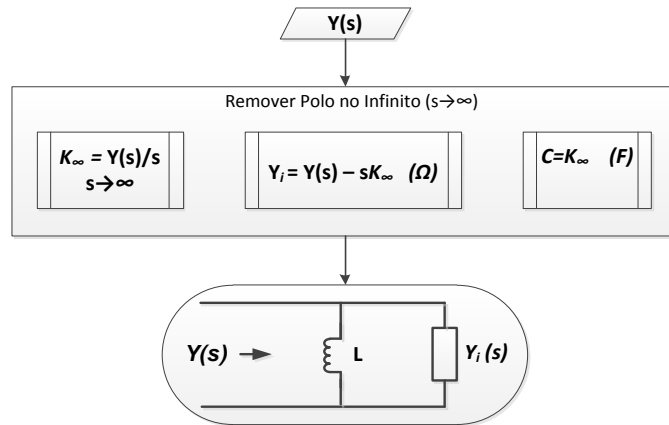 Y(s)
Remover Polo no Infinito (s→∞)
K∞ = Y(s)/s
s→∞
Yi = Y(s) – sK∞ (Ω)
C=K∞ (F)
Y(s)
L
Yi (s)